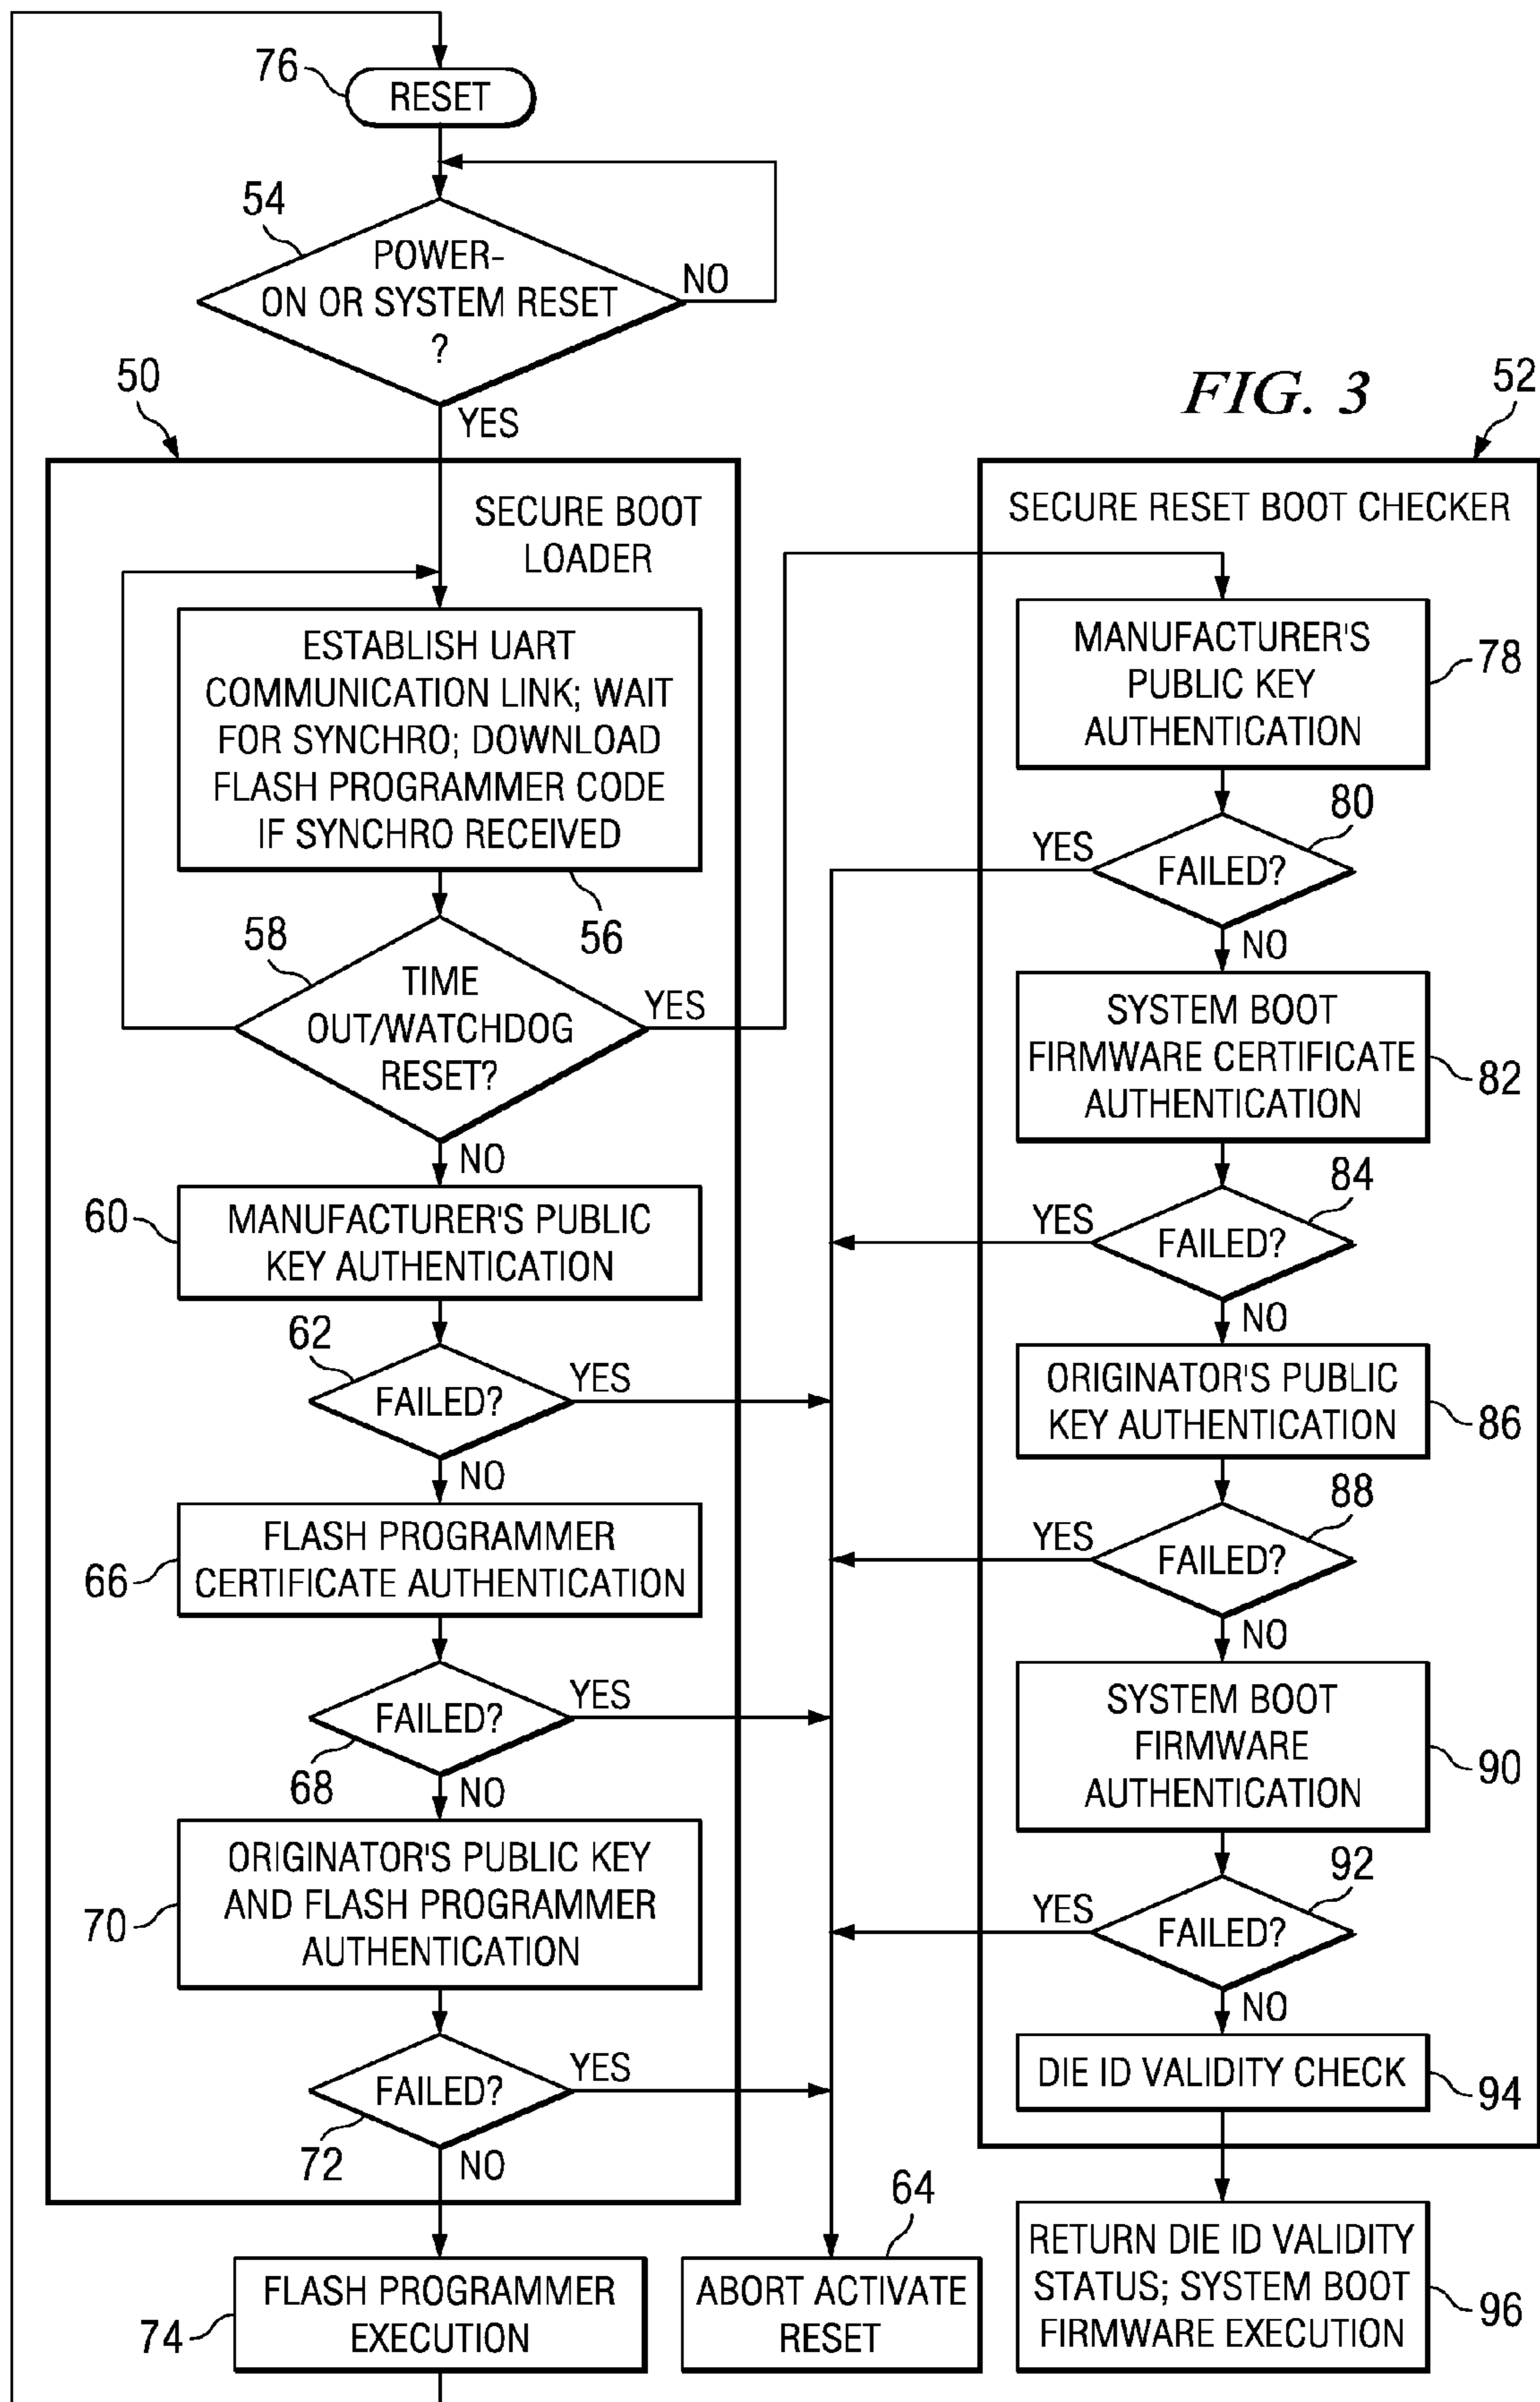 76
RESET
54
POWER-
ON OR SYSTEM RESET
?
NO
YES
FIG. 3
50
SECURE BOOT
LOADER
ESTABLISH UART
COMMUNICATION LINK; WAIT
FOR SYNCHRO; DOWNLOAD
FLASH PROGRAMMER CODE
IF SYNCHRO RECEIVED
56
58
TIME
OUT/WATCHDOG
RESET?
YES
NO
60
MANUFACTURER'S PUBLIC
KEY AUTHENTICATION
62
FAILED?
YES
NO
66
FLASH PROGRAMMER
CERTIFICATE AUTHENTICATION
FAILED?
YES
68
NO
70
ORIGINATOR'S PUBLIC KEY
AND FLASH PROGRAMMER
AUTHENTICATION
FAILED?
YES
72
NO
74
FLASH PROGRAMMER
EXECUTION
64
ABORT ACTIVATE
RESET
52
SECURE RESET BOOT CHECKER
MANUFACTURER'S
PUBLIC KEY
AUTHENTICATION
78
80
YES
FAILED?
NO
SYSTEM BOOT
FIRMWARE CERTIFICATE
AUTHENTICATION
82
84
YES
FAILED?
NO
ORIGINATOR'S PUBLIC
KEY AUTHENTICATION
86
88
YES
FAILED?
NO
SYSTEM BOOT
FIRMWARE
AUTHENTICATION
90
92
YES
FAILED?
NO
DIE ID VALIDITY CHECK
94
RETURN DIE ID VALIDITY
STATUS; SYSTEM BOOT
FIRMWARE EXECUTION
96